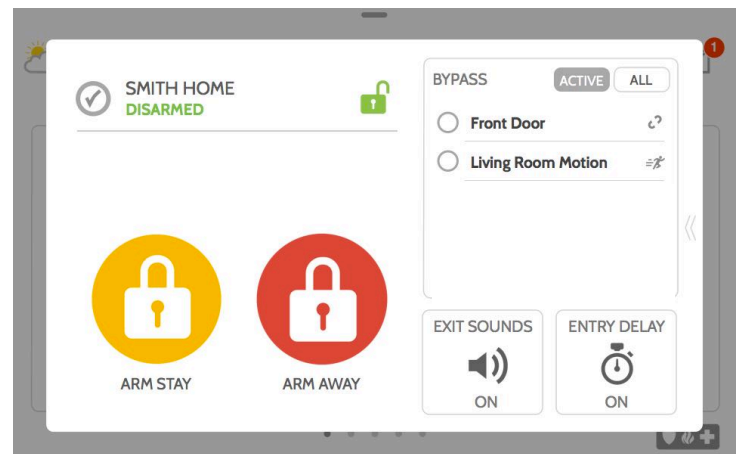 SMITH HOME
DISARMED
ARM STAY
ARM AWAY
BYPASS
ACTIVE
ALL
Front Door
Living Room Motion
EXIT SOUNDS
ON
ENTRY DELAY
ON
1